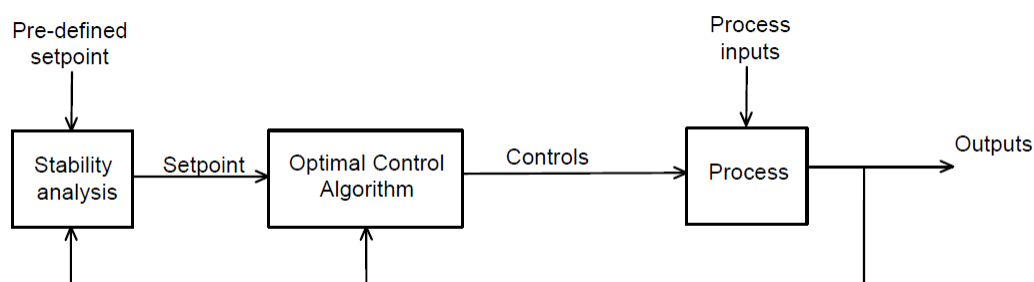 Pre-defined
setpoint
Process
inputs
Stability
analysis
Setpoint
Optimal Control
Algorithm
Controls
Process
Outputs